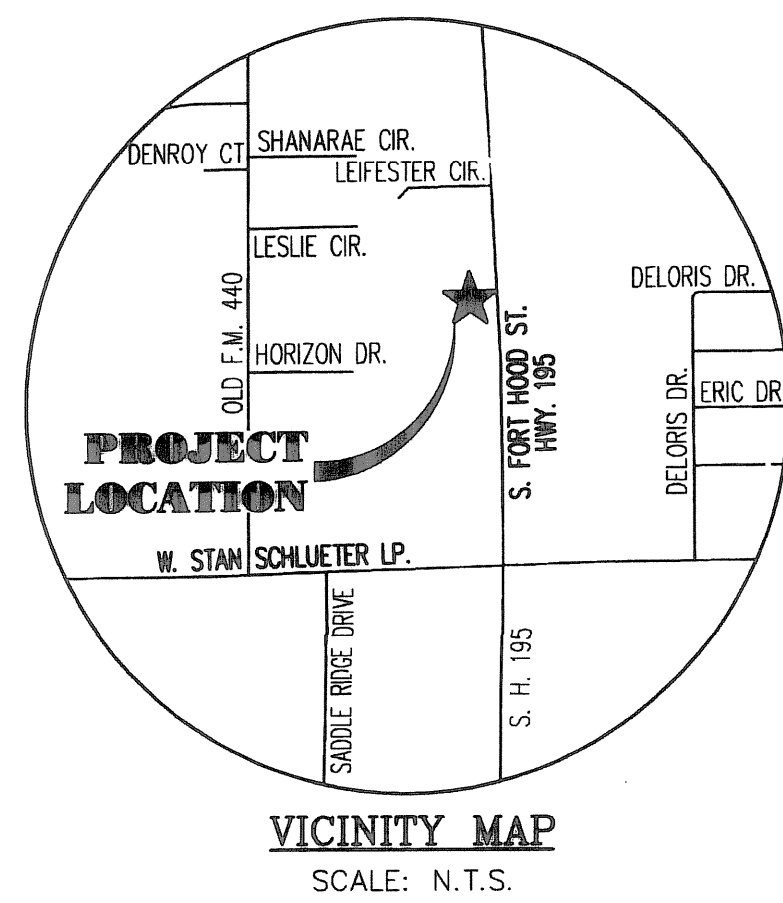 SHANARAE CIR.
DENROY CT
LEIFESTER CIR.
LESLIE CIR.
DELORIS DR.
OLD F.M. 440
HORIZON DR.
S. FORT HOOD ST.
HWY. 195
DELORIS DR.
ERIC DR
PROJECT
LOCATION
W. STAN SCHLUETER LP.
SADDLE RIDGE DRIVE
S. H. 195
VICINITY MAP
SCALE: N.T.S.